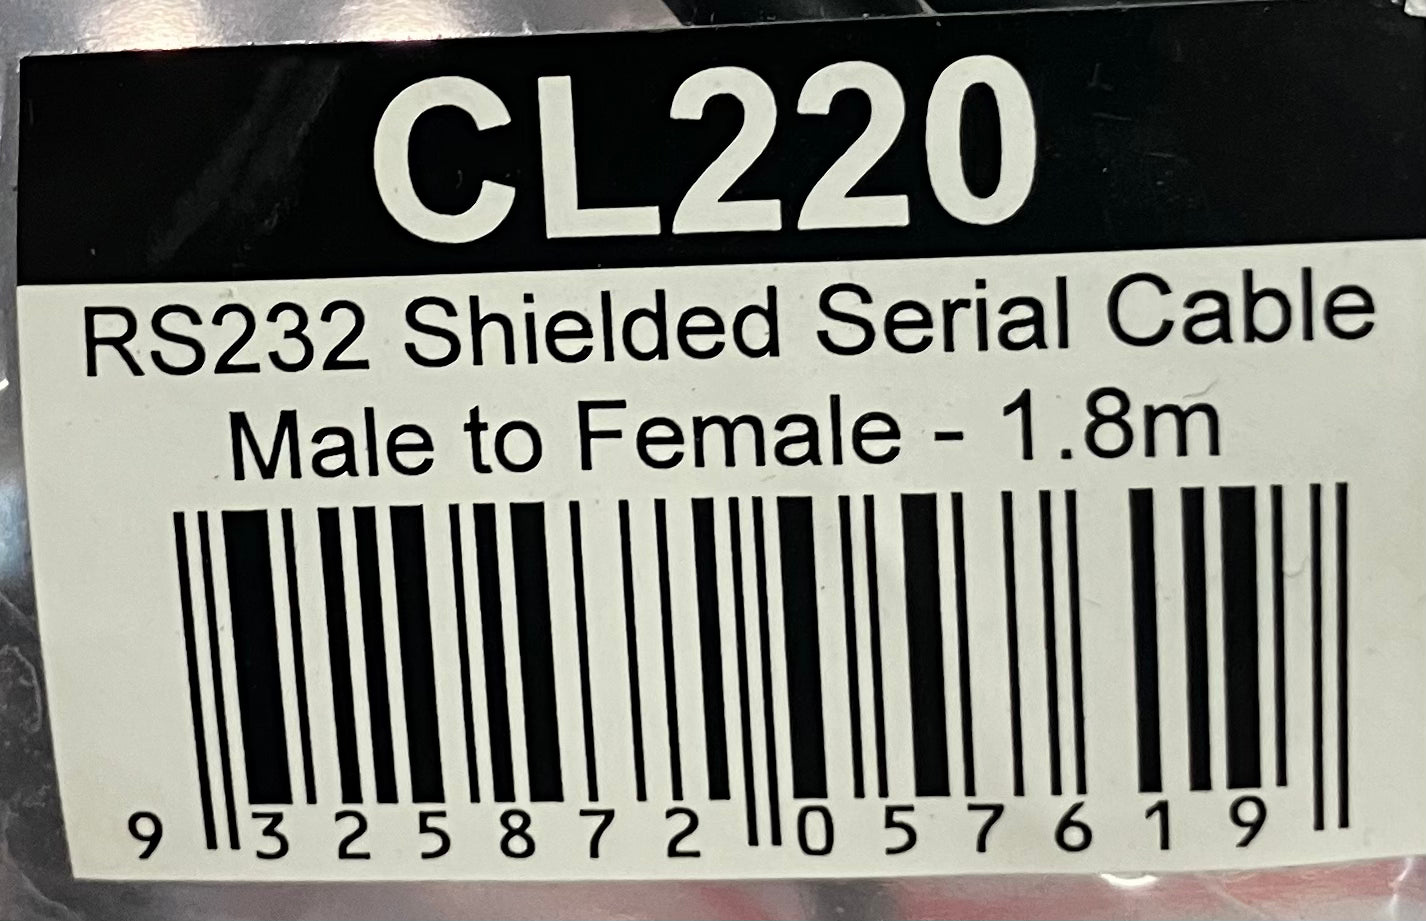 CL220
RS232 Shielded Serial Cable
Male to Female - 1.8m
9 325872 057619